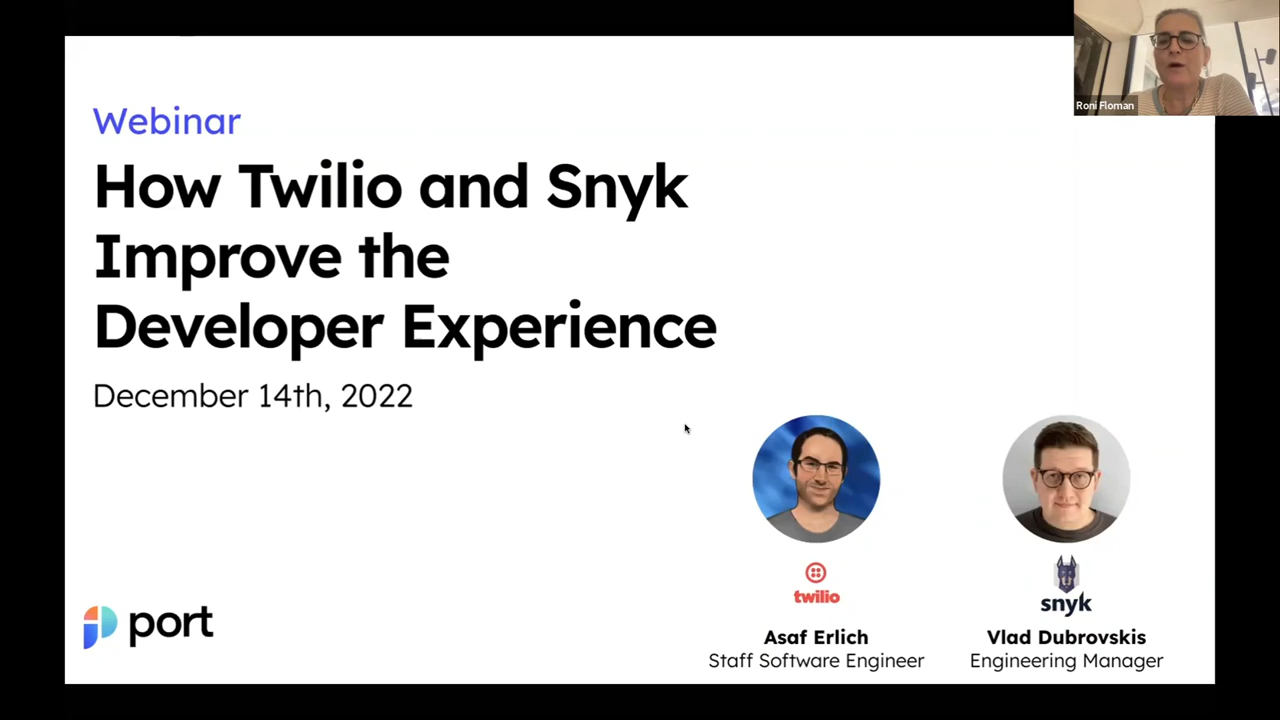 Roni Floman
Webinar
How Twilio and Snyk
Improve the
Developer Experience
December 14th, 2022
port
twilio
Asaf Erlich
Staff Software Engineer
snyk
Vlad Dubrovskis
Engineering Manager